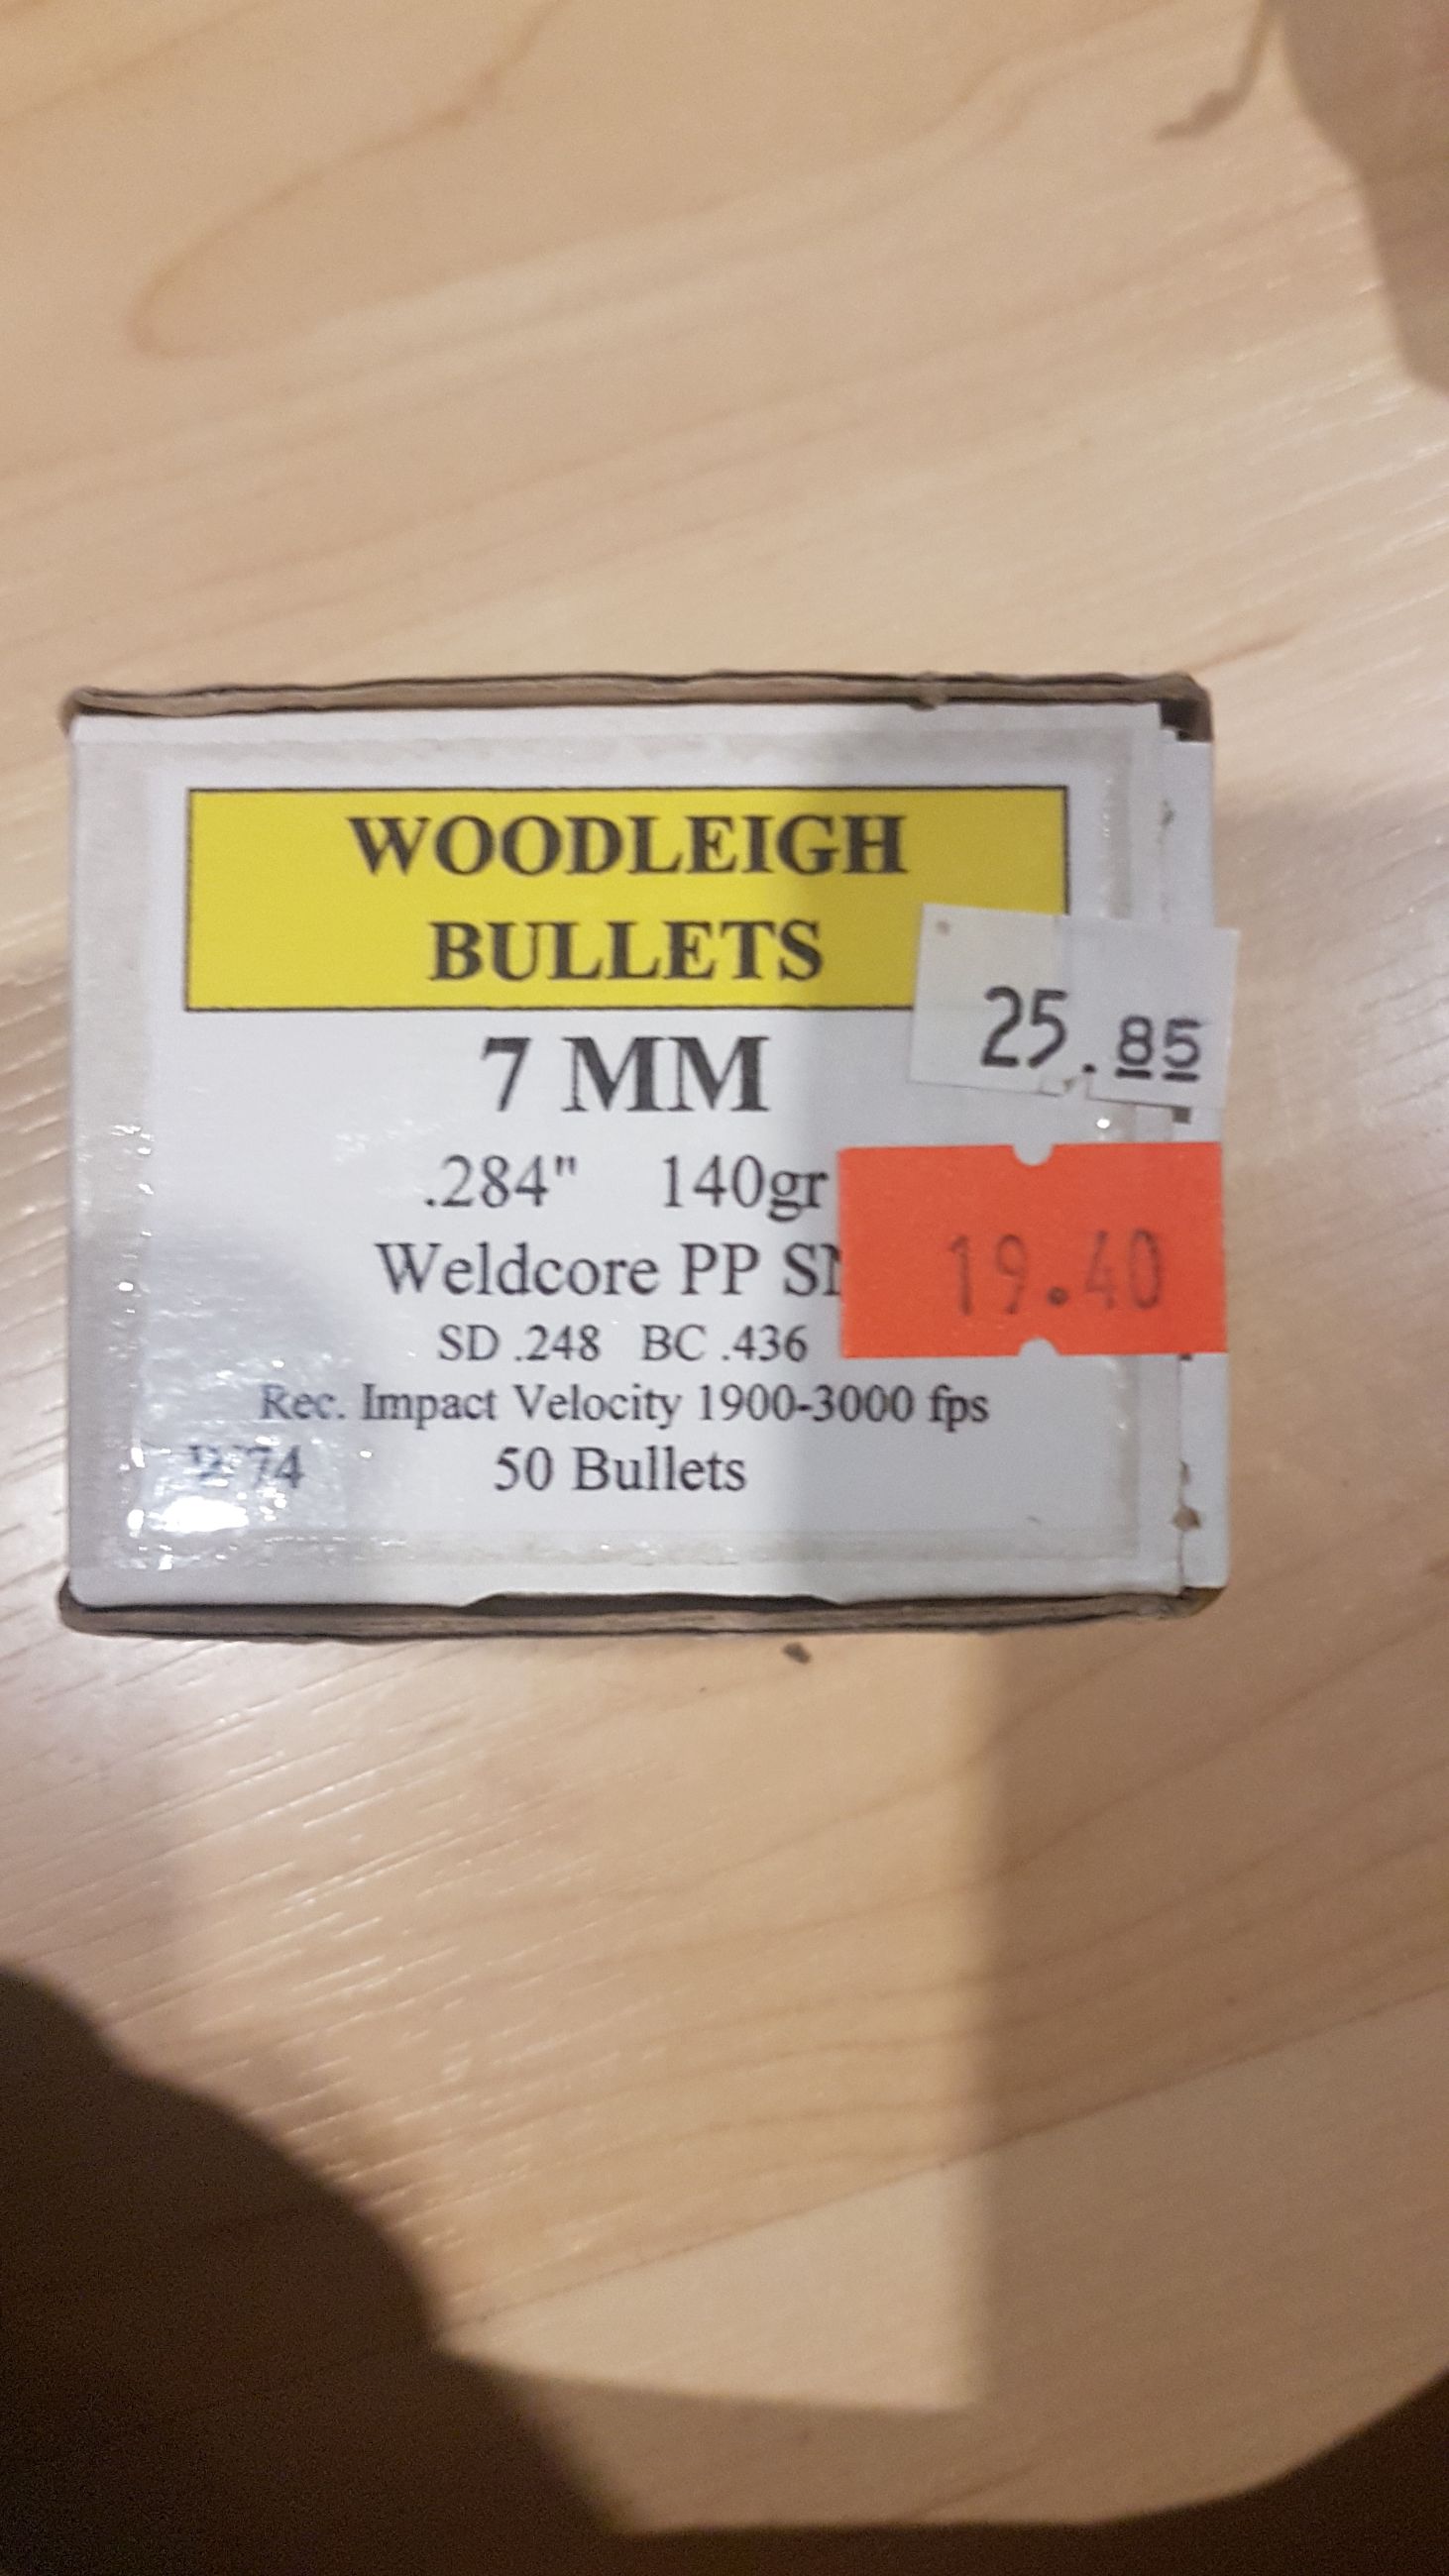 WOODLEIGH
BULLETS
25.85
7 MM
.284" 140gr
Weldcore PP
19.40
SD .248 BC .436
Rec. Impact Velocity 1900-3000 fps
50 Bullets